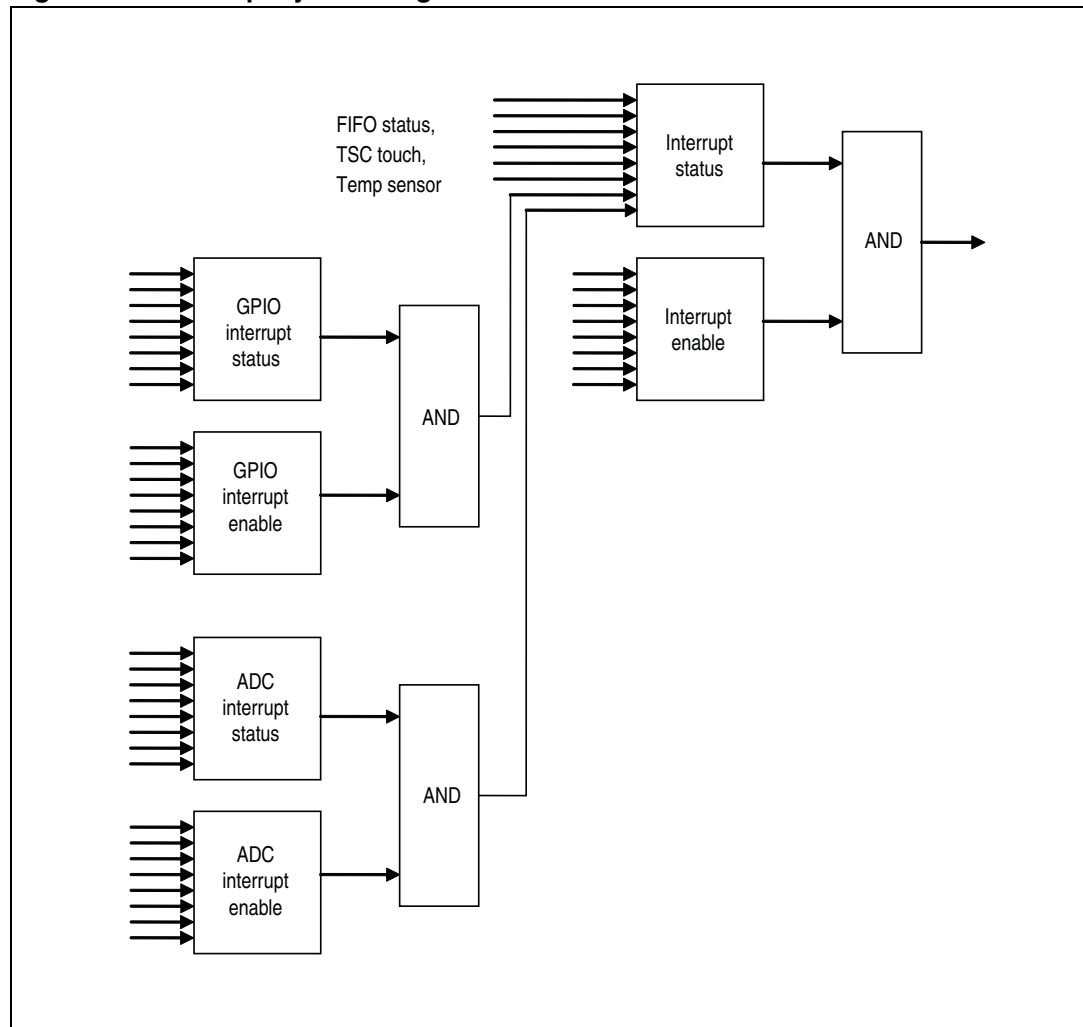 FIFO status,
TSC touch,
Temp sensor
Interrupt
status
AND
Interrupt
enable
GPIO
interrupt
status
AND
GPIO
interrupt
enable
ADC
interrupt
status
AND
ADC
interrupt
enable